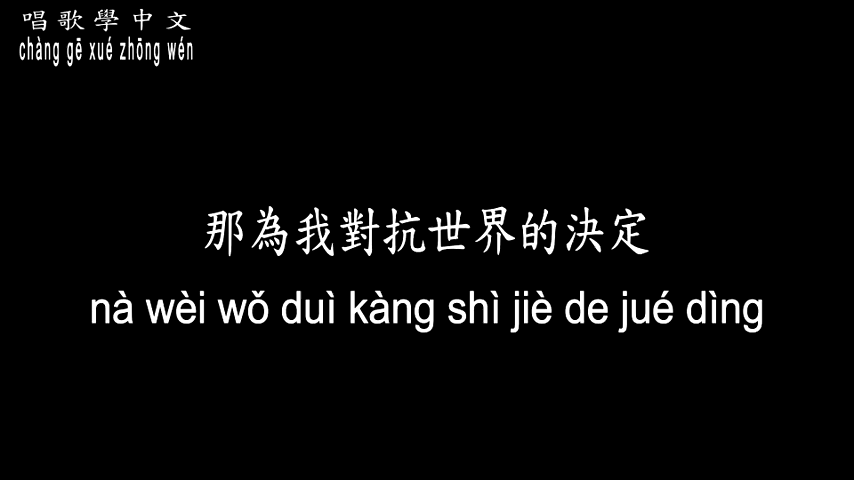 唱歌學中文
chàng gē xué zhōng wén
那為我對抗世界的決定
nà wèi wǒ duì kàng shì jiè de jué dìng